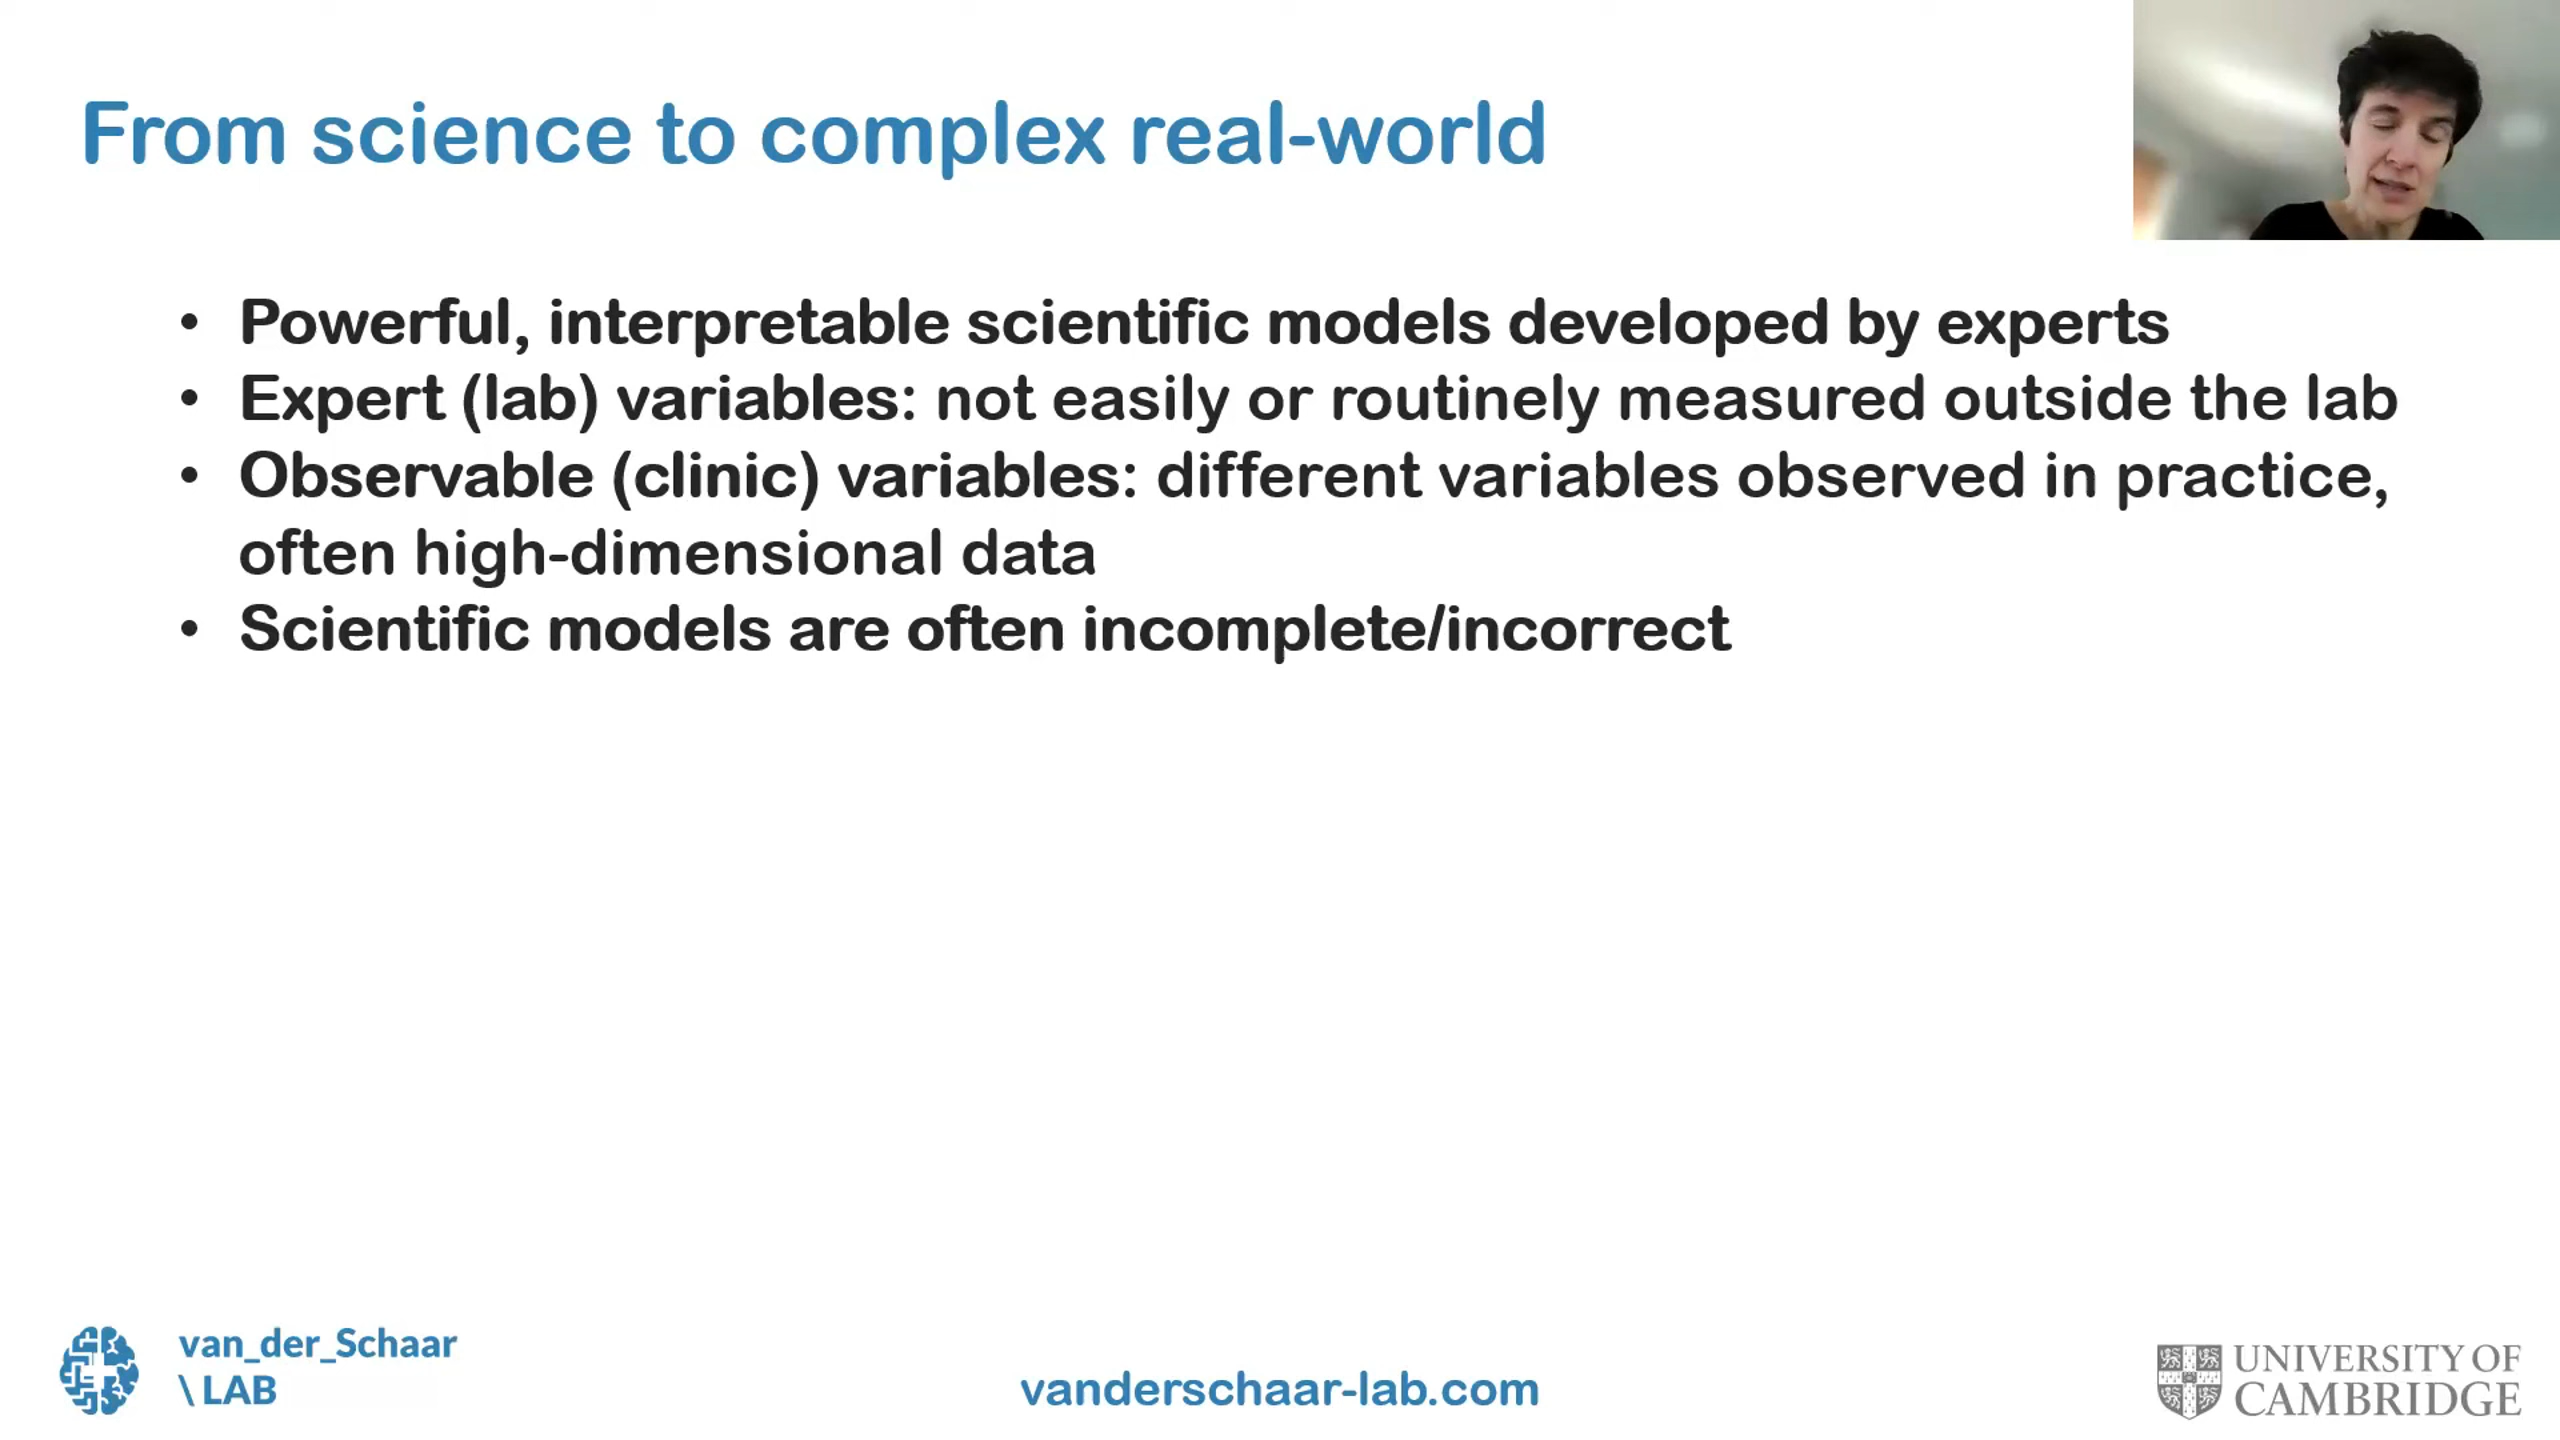 From science to complex real-world
• Powerful, interpretable scientific models developed by experts
• Expert (lab) variables: not easily or routinely measured outside the lab
• Observable (clinic) variables: different variables observed in practice,
often high-dimensional data
• Scientific models are often incomplete/incorrect
van_der_Schaar
\ LAB
vanderschaar-lab.com
UNIVERSITY OF
CAMBRIDGE